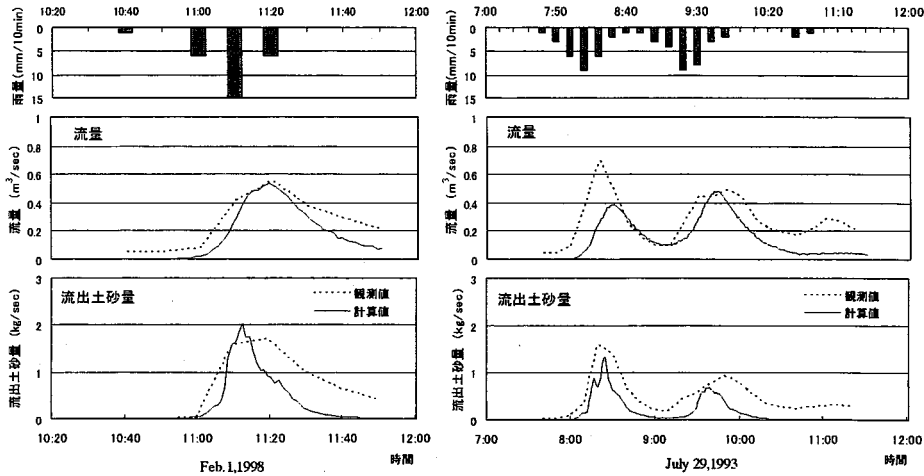 10:20 10:40 11:00 11:20 11:40 12:00
雨量(mm/10min)
0
5
10
15
流量
流量 (m³/sec)
1
0.8
0.6
0.4
0.2
0
流出土砂量
観測値
計算値
流出土砂量 (kg/sec)
3
2
1
0
10:20 10:40 11:00 11:20 11:40 12:00
時間
Feb. 1,1998
7:00 7:50 8:40 9:30 10:20 11:10 12:00
雨量(mm/10min)
0
5
10
15
流量
流量 (m³/sec)
1
0.8
0.6
0.4
0.2
0
流出土砂量
観測値
計算値
流出土砂量 (kg/sec)
3
2
1
0
7:00 8:00 9:00 10:00 11:00 12:00
時間
July 29,1993